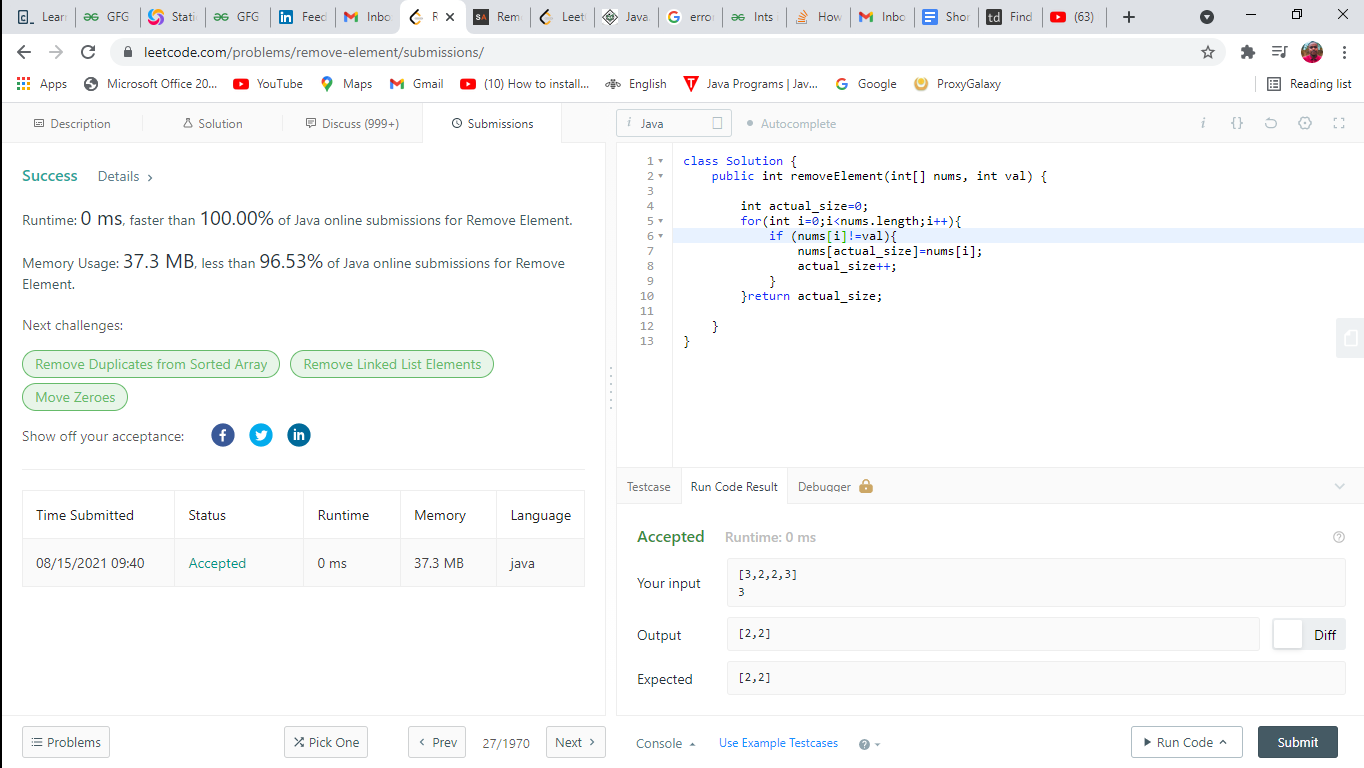 Learn GFG Stati GFG Feed Inbo R Rem Leet Java erro Ints How Inbo Shor Find (63)
leetcode.com/problems/remove-element/submissions/
Apps Microsoft Office 20... YouTube Maps Gmail (10) How to install... English Java Programs | Jav... Google ProxyGalaxy Reading list
Description Solution Discuss (999+) Submissions
i Java Autocomplete
Success Details >
Runtime: 0 ms, faster than 100.00% of Java online submissions for Remove Element.
Memory Usage: 37.3 MB, less than 96.53% of Java online submissions for Remove
Element.
Next challenges:
Remove Duplicates from Sorted Array Remove Linked List Elements
Move Zeroes
Show off your acceptance:
Time Submitted Status Runtime Memory Language
08/15/2021 09:40 Accepted 0 ms 37.3 MB java
1 class Solution {
2 public int removeElement(int[] nums, int val) {
3
4 int actual_size=0;
5 for(int i=0;i<nums.length;i++){
6 if (nums[i]!=val){
7 nums[actual_size]=nums[i];
8 actual_size++;
9 }
10 }return actual_size;
11
12 }
13 }
Testcase Run Code Result Debugger
Accepted Runtime: 0 ms
Your input
[3,2,2,3]
3
Output [2,2] Diff
Expected [2,2]
Problems Pick One < Prev 27/1970 Next >
Console Use Example Testcases Run Code Submit